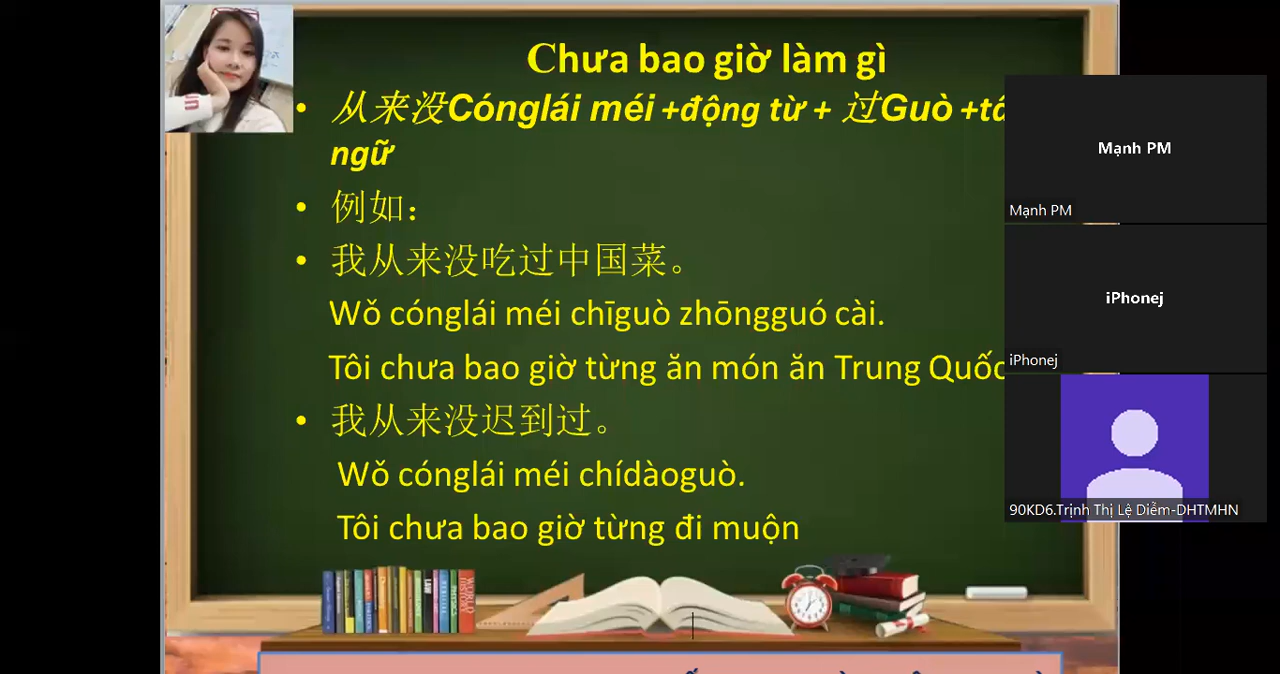 Chưa bao giờ làm gì
• 从来没Cónglái méi +động từ + 过Guò +
ngữ
• 例如：
• 我从来没吃过中国菜。
Wǒ cónglái méi chīguò zhōngguó cài.
Tôi chưa bao giờ từng ăn món ăn Trung Quốc
• 我从来没迟到过。
Wǒ cónglái méi chídàoguò.
Tôi chưa bao giờ từng đi muộn
Mạnh PM
Mạnh PM
iPhonej
iPhonej
90KD6.Trịnh Thị Lệ Diễm-DHTMHN
LAW
WORLD